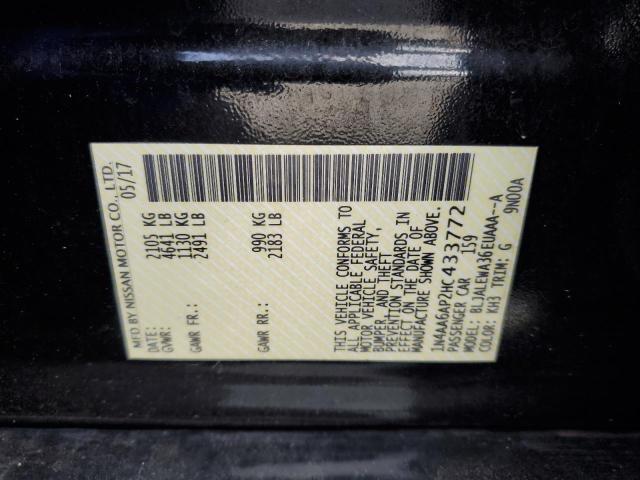 MFD BY NISSAN MOTOR CO., LTD.
DATE: 05/17
GVWR: 2105 KG
4641 LB
GAWR FR.: 1130 KG
2491 LB
GAWR RR.: 990 KG
2183 LB
THIS VEHICLE CONFORMS TO
ALL APPLICABLE FEDERAL
MOTOR VEHICLE SAFETY,
BUMPER, AND THEFT
PREVENTION STANDARDS IN
EFFECT ON THE DATE OF
MANUFACTURE SHOWN ABOVE.
1N4AA6AP2HC433772
PASSENGER CAR 159
MODEL: BLJALEWA36EUAAA--A
COLOR: KH3 TRIM: G 9N00A